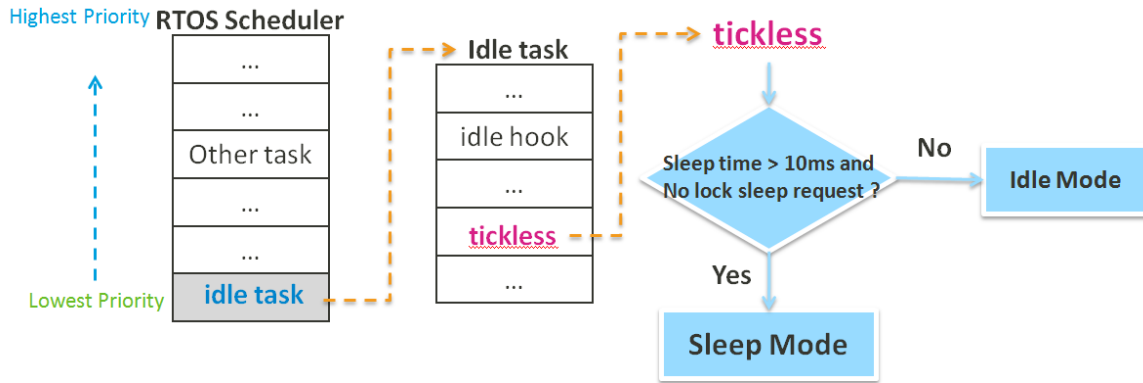 Highest Priority
RTOS Scheduler
...
...
Other task
...
...
idle task
Lowest Priority
Idle task
...
idle hook
...
tickless
...
tickless
Sleep time > 10ms and
No lock sleep request ?
No
Idle Mode
Yes
Sleep Mode